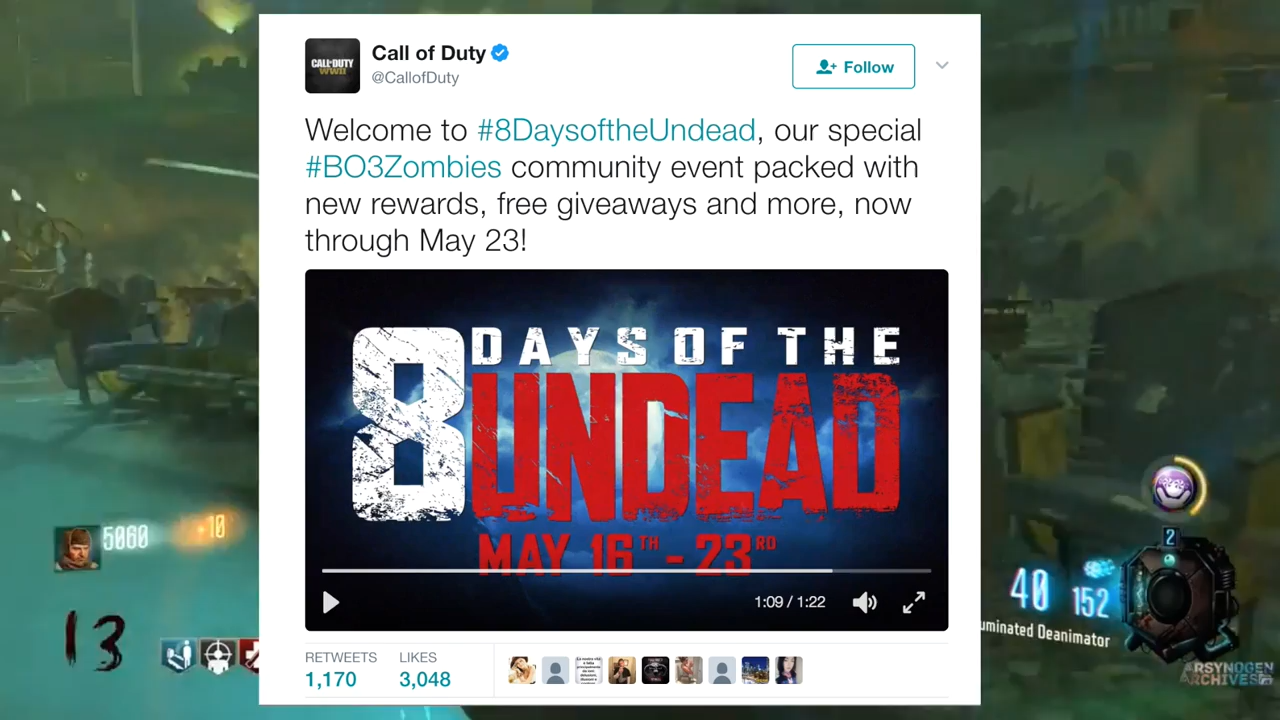 CALL OF DUTY
WWII
Call of Duty
@CallofDuty
Follow
Welcome to #8DaysoftheUndead, our special
#BO3Zombies community event packed with
new rewards, free giveaways and more, now
through May 23!
8 DAYS OF THE
UNDEAD
MAY 16TH - 23RD
1:09 / 1:22
RETWEETS LIKES
1,170 3,048
5060 +10
13
2
40 152
uminated Deanimator
ARSYNOGEN
ARCHIVES